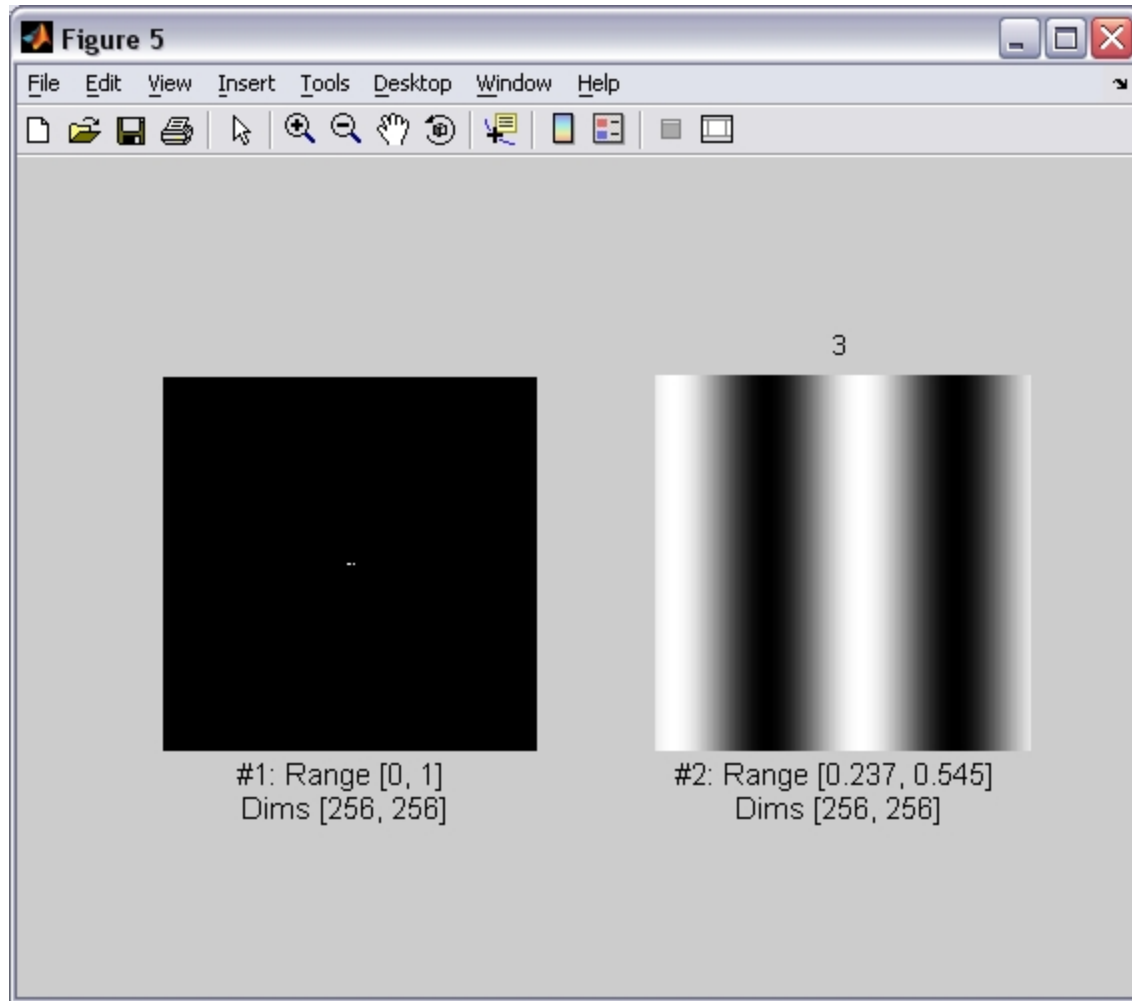 Figure 5
File Edit View Insert Tools Desktop Window Help
3
#1: Range [0, 1]
Dims [256, 256]
#2: Range [0.237, 0.545]
Dims [256, 256]